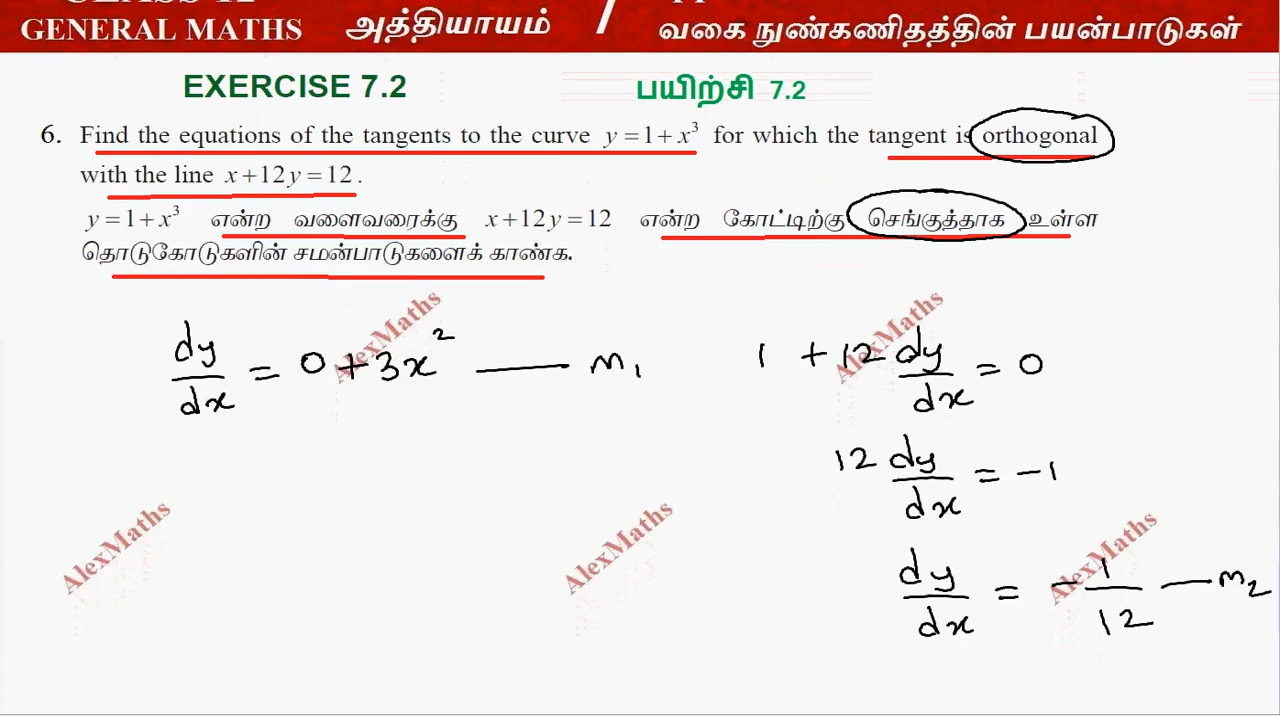 GENERAL MATHS அத்தியாயம் 7 வகை நுண்கணிதத்தின் பயன்பாடுகள்
EXERCISE 7.2 பயிற்சி 7.2
6. Find the equations of the tangents to the curve y = 1 + x³ for which the tangent is orthogonal
with the line x + 12y = 12.
y = 1 + x³ என்ற வளைவரைக்கு x + 12y = 12 என்ற கோட்டிற்கு செங்குத்தாக உள்ள
தொடுகோடுகளின் சமன்பாடுகளைக் காண்க.
AlexMaths AlexMaths
dy/dx = 0 + 3x² — m₁
1 + 12 dy/dx = 0
12 dy/dx = -1
AlexMaths AlexMaths AlexMaths
dy/dx = -1/12 — m₂